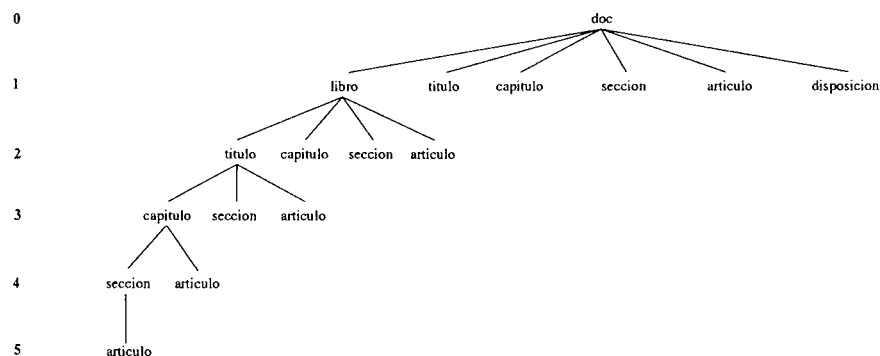 0 doc
1 libro titulo capitulo seccion articulo disposicion
2 titulo capitulo seccion articulo
3 capitulo seccion articulo
4 seccion articulo
5 articulo